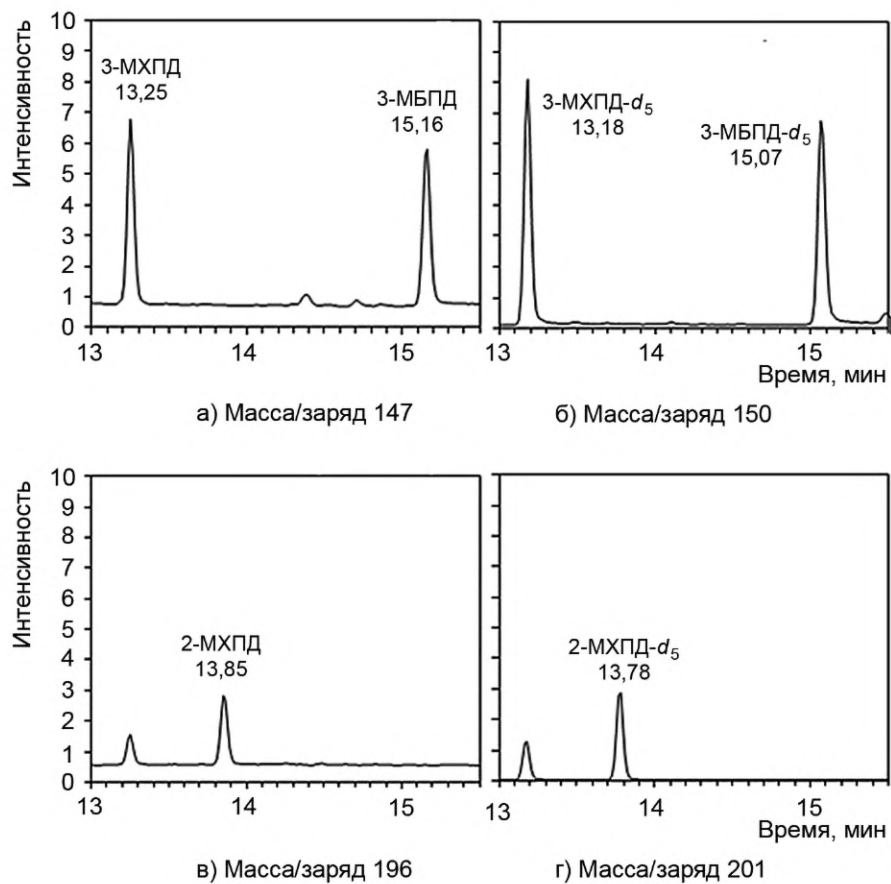 Интенсивность
10
9
8
7
6
5
4
3
2
1
0
3-МХПД
13,25
3-МБПД
15,16
13
14
15
а) Масса/заряд 147
3-МХПД-d5
13,18
3-МБПД-d5
15,07
13
14
15
Время, мин
б) Масса/заряд 150
Интенсивность
10
9
8
7
6
5
4
3
2
1
0
2-МХПД
13,85
13
14
15
в) Масса/заряд 196
2-МХПД-d5
13,78
13
14
15
Время, мин
г) Масса/заряд 201